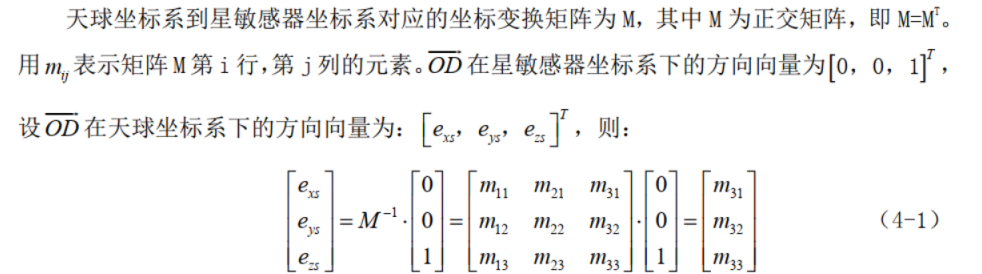 天球坐标系到星敏感器坐标系对应的坐标变换矩阵为 M，其中 M 为正交矩阵，即 M=Mᵀ。
用 m_{ij} 表示矩阵 M 第 i 行，第 j 列的元素。\overrightarrow{OD} 在星敏感器坐标系下的方向向量为[0，0，1]^T，
设 \overrightarrow{OD} 在天球坐标系下的方向向量为：[e_{xs}，e_{ys}，e_{zs}]^T，则：
\begin{bmatrix} e_{xs} \\ e_{ys} \\ e_{zs} \end{bmatrix} = M^{-1} \cdot \begin{bmatrix} 0 \\ 0 \\ 1 \end{bmatrix} = \begin{bmatrix} m_{11} & m_{21} & m_{31} \\ m_{12} & m_{22} & m_{32} \\ m_{13} & m_{23} & m_{33} \end{bmatrix} \cdot \begin{bmatrix} 0 \\ 0 \\ 1 \end{bmatrix} = \begin{bmatrix} m_{31} \\ m_{32} \\ m_{33} \end{bmatrix} （4-1）